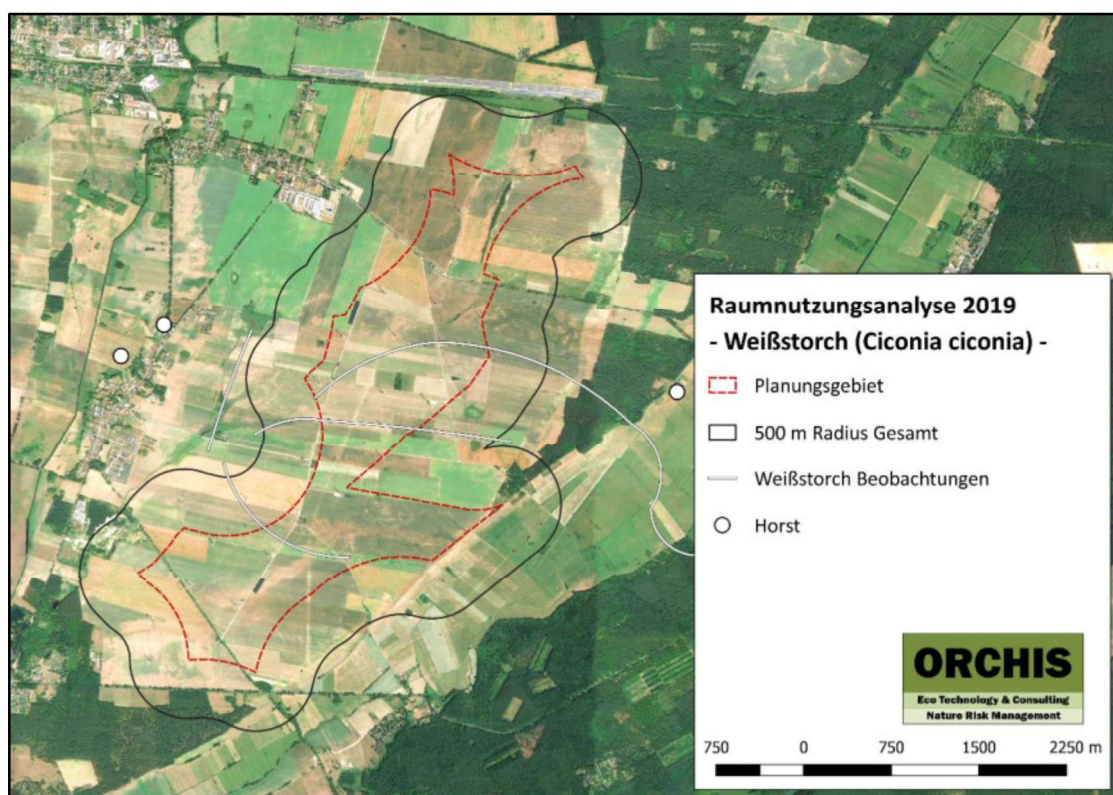 Raumnutzungsanalyse 2019
- Weißstorch (Ciconia ciconia) -
Planungsgebiet
500 m Radius Gesamt
Weißstorch Beobachtungen
Horst
ORCHIS
Eco Technology & Consulting
Nature Risk Management
750 0 750 1500 2250 m